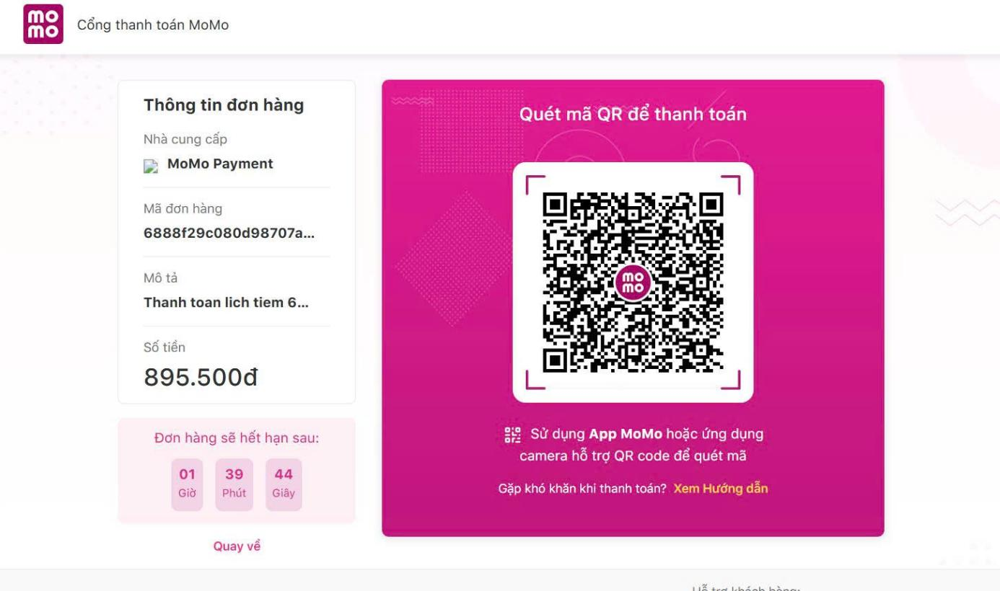 mo
mo
Cổng thanh toán MoMo
Thông tin đơn hàng
Nhà cung cấp
MoMo Payment
Mã đơn hàng
6888f29c080d98707a...
Mô tả
Thanh toan lich tiem 6...
Số tiền
895.500đ
Đơn hàng sẽ hết hạn sau:
01 39 44
Giờ Phút Giây
Quay về
Quét mã QR để thanh toán
mo
mo
Sử dụng App MoMo hoặc ứng dụng
camera hỗ trợ QR code để quét mã
Gặp khó khăn khi thanh toán? Xem Hướng dẫn
Hỗ trợ khách hàng: